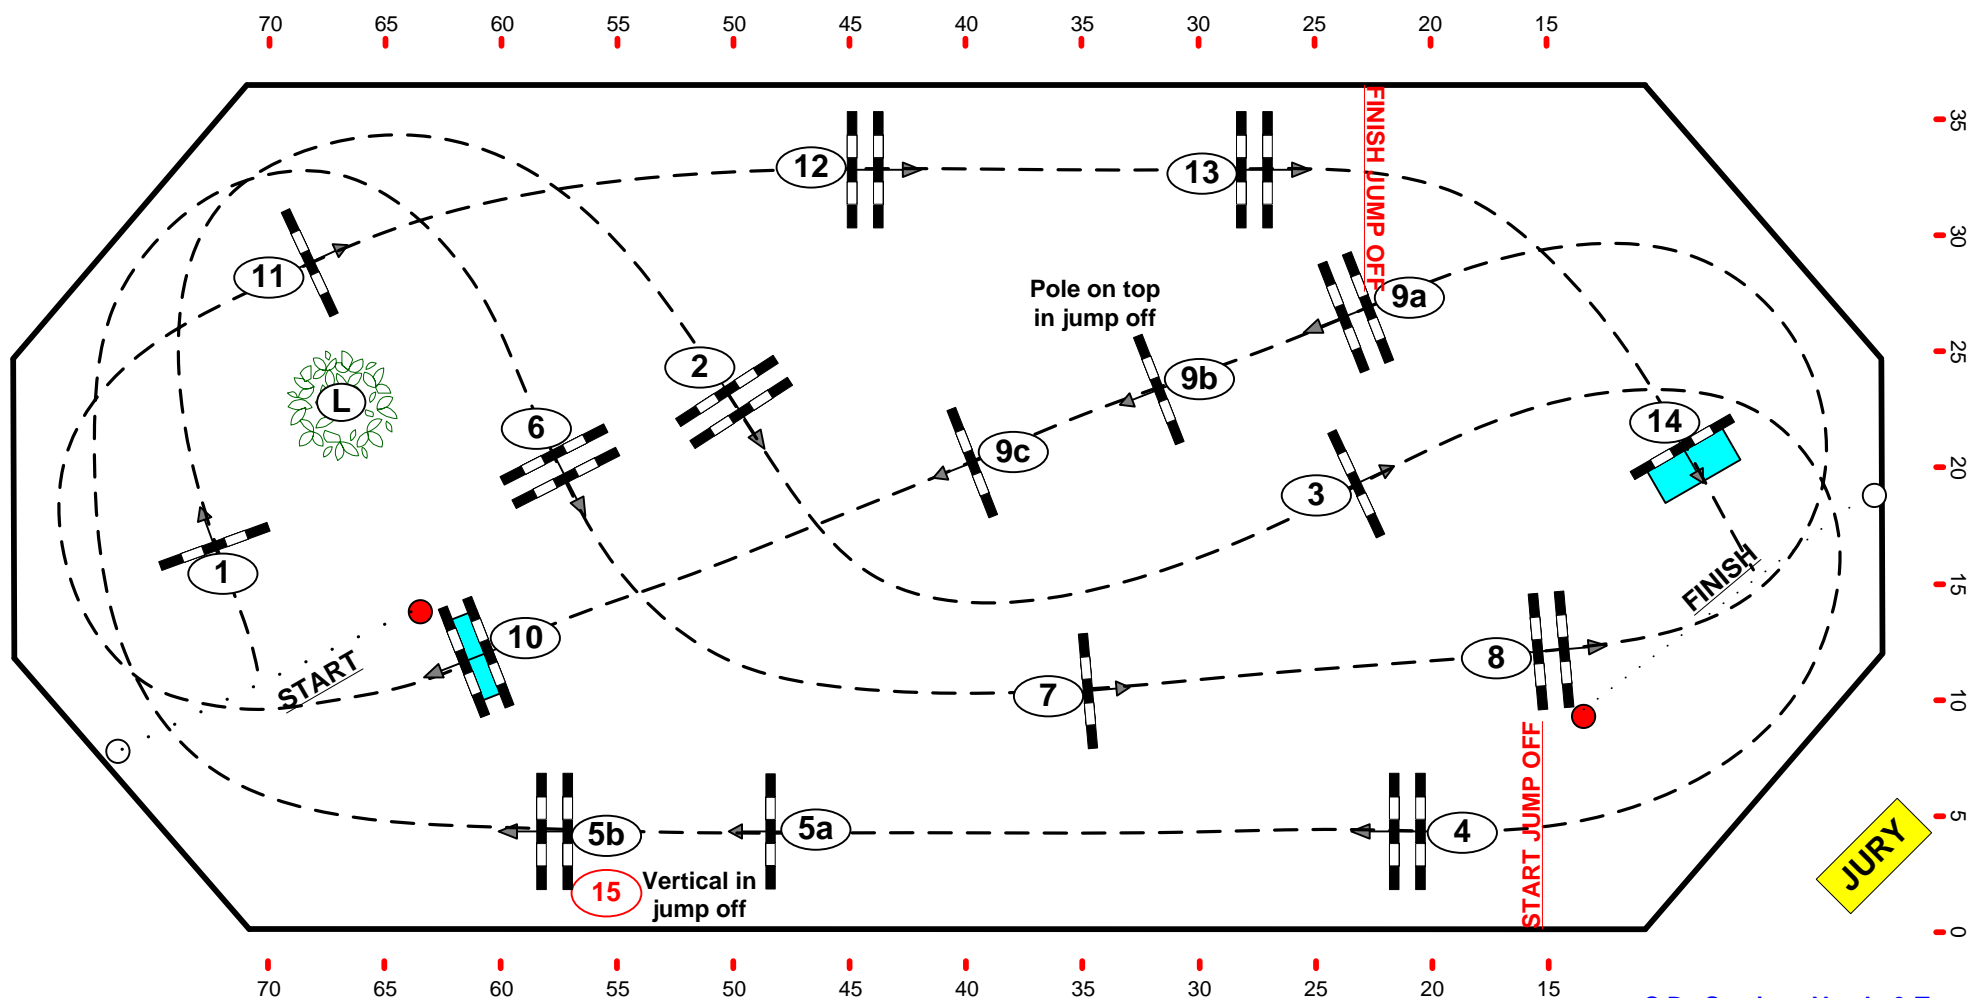 70 65 60 55 50 45 40 35 30 25 20 15
35
30
25
20
15
10
5
0
12
13
FINISH JUMP OFF
11
9a
Pole on top
in jump off
9b
2
L
6
9c
14
3
1
FINISH
10
START
8
7
START JUMP OFF
5b
5a
4
15
Vertical in
jump off
JURY
70 65 60 55 50 45 40 35 30 25 20 15